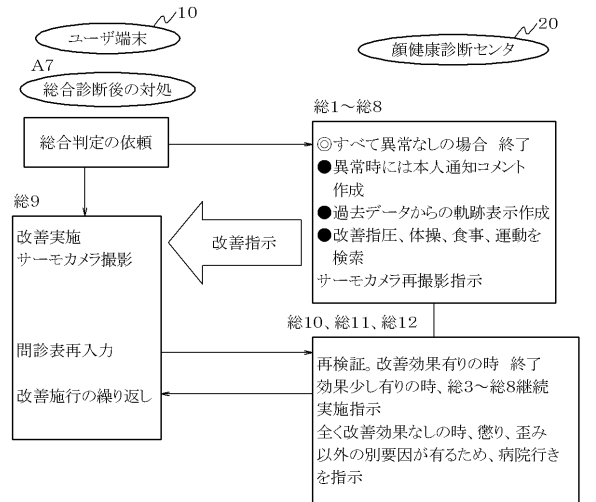 10
ユーザ端末
20
顔健康診断センタ
A7
総合診断後の対処
総合判定の依頼
総1～総8
◎すべて異常なしの場合 終了
●異常時には本人通知コメント
作成
●過去データからの軌跡表示作成
●改善指圧、体操、食事、運動を
検索
サーモカメラ再撮影指示
改善指示
総9
改善実施
サーモカメラ撮影
問診表再入力
改善施行の繰り返し
総10、総11、総12
再検証。改善効果有りの時 終了
効果少し有りの時、総3～総8継続
実施指示
全く改善効果なしの時、懲り、歪み
以外の別要因が有るため、病院行き
を指示